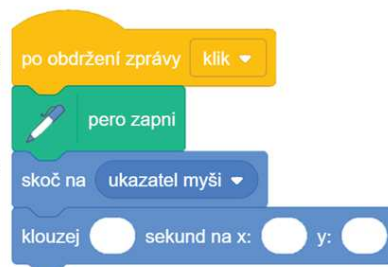 po obdržení zprávy klik
pero zapni
skoč na ukazatel myši
klouzej sekund na x: y: